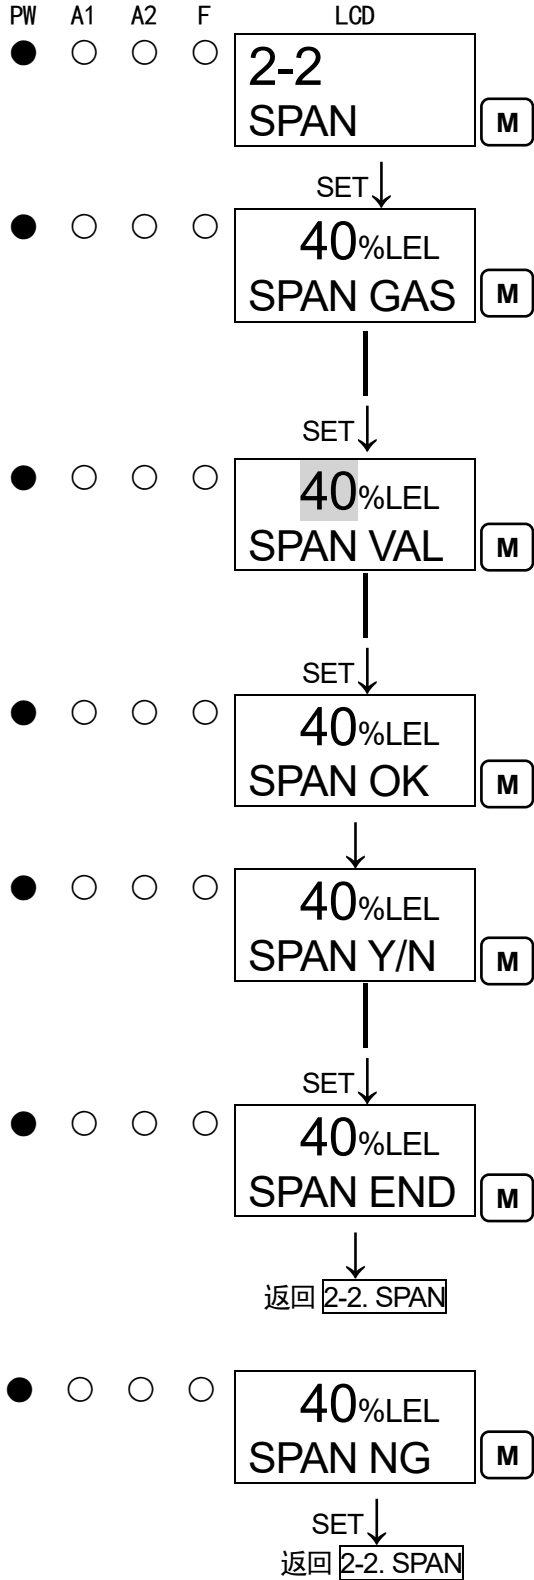 PW A1 A2 F LCD
2-2
SPAN
M
SET
40%LEL
SPAN GAS
M
SET
40%LEL
SPAN VAL
M
SET
40%LEL
SPAN OK
M
40%LEL
SPAN Y/N
M
SET
40%LEL
SPAN END
M
返回 2-2. SPAN
40%LEL
SPAN NG
M
SET
返回 2-2. SPAN